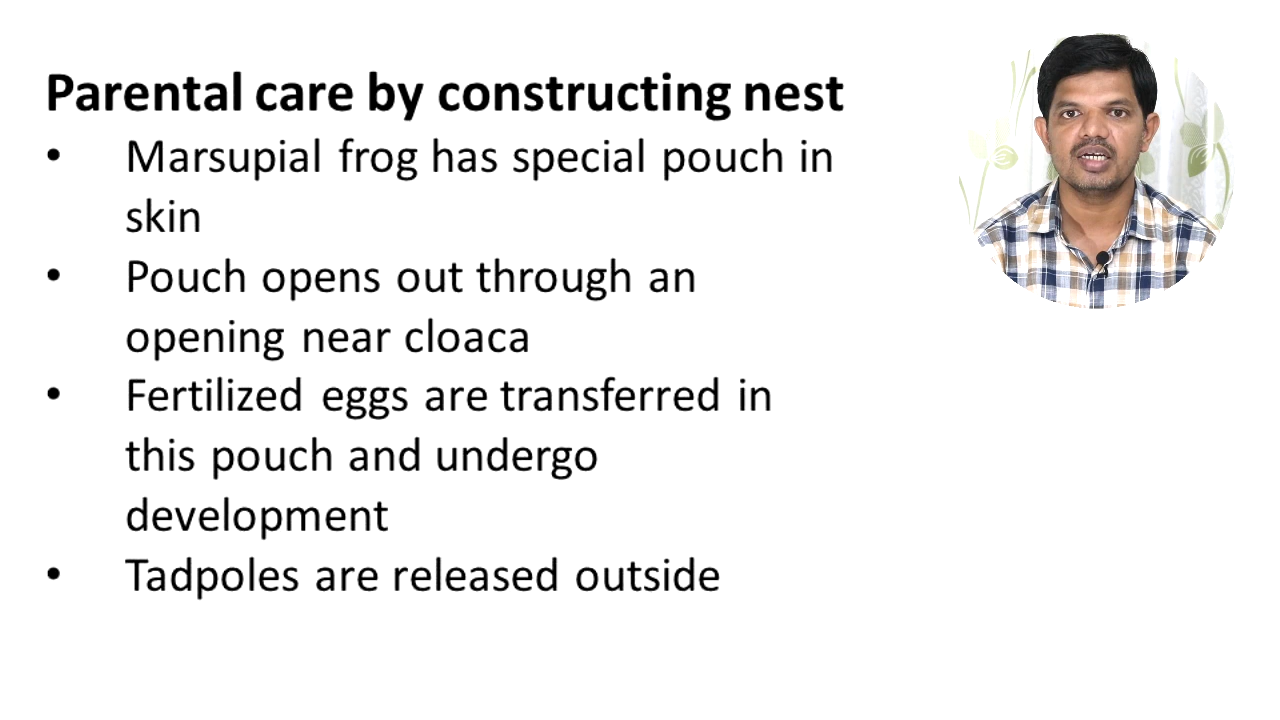 Parental care by constructing nest
• Marsupial frog has special pouch in
skin
• Pouch opens out through an
opening near cloaca
• Fertilized eggs are transferred in
this pouch and undergo
development
• Tadpoles are released outside